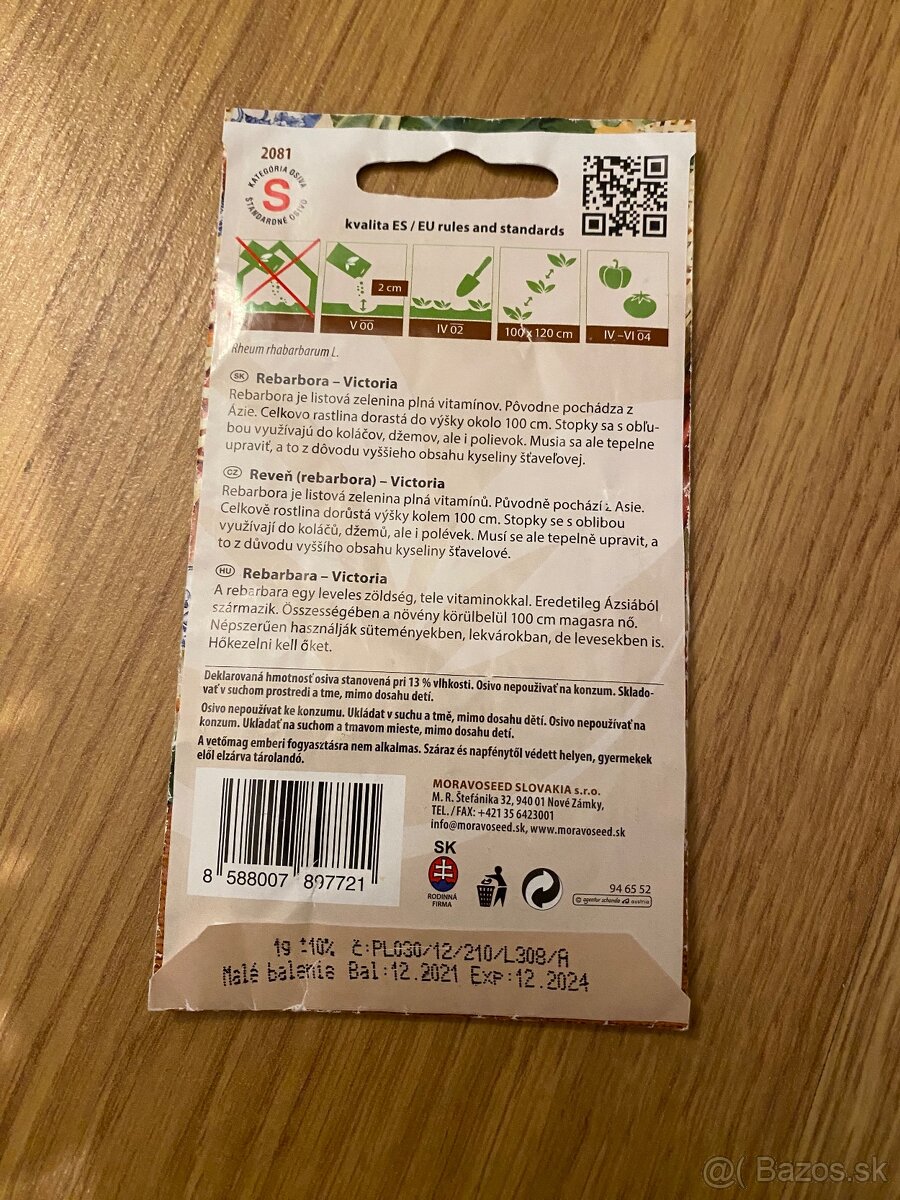 2081
KATEGÓRIA OSIVA
S
ŠTANDARDNÉ OSIVO
kvalita ES / EU rules and standards
2 cm
V 00
IV 02
100 x 120 cm
IV –VI 04
Rheum rhabarbarum L.
SK Rebarbora – Victoria
Rebarbora je listová zelenina plná vitamínov. Pôvodne pochádza z
Ázie. Celkovo rastlina dorastá do výšky okolo 100 cm. Stopky sa s obľu-
bou využívajú do koláčov, džemov, ale i polievok. Musia sa ale tepelne
upraviť, a to z dôvodu vyššieho obsahu kyseliny šťaveľovej.
CZ Reveň (rebarbora) – Victoria
Rebarbora je listová zelenina plná vitamínů. Původně pochází z Asie.
Celkově rostlina dorůstá výšky kolem 100 cm. Stopky se s oblibou
využívají do koláčů, džemů, ale i polévek. Musí se ale tepelně upravit, a
to z důvodu vyššího obsahu kyseliny šťavelové.
HU Rebarbara – Victoria
A rebarbara egy leveles zöldség, tele vitaminokkal. Eredetileg Ázsiából
származik. Összességében a növény körülbelül 100 cm magasra nő.
Népszerűen használják süteményekben, lekvárokban, de levesekben is.
Hőkezelni kell őket.
Deklarovaná hmotnosť osiva stanovená pri 13 % vlhkosti. Osivo nepoužívať na konzum. Sklado-
vať v suchom prostredi a tme, mimo dosahu detí.
Osivo nepoužívat ke konzumu. Ukládat v suchu a tmě, mimo dosahu dětí. Osivo nepoužívať na
konzum. Ukladať na suchom a tmavom mieste, mimo dosahu detí.
A vetőmag emberi fogyasztásra nem alkalmas. Száraz és napfénytől védett helyen, gyermekek
elől elzárva tárolandó.
MORAVOSEED SLOVAKIA s.r.o.
M. R. Štefánika 32, 940 01 Nové Zámky,
TEL. /FAX: +421 35 6423001
info@moravoseed.sk, www.moravoseed.sk
SK
RODINNÁ
FIRMA
8 588007 897721
94 65 52
© agentur schanda austria
1g ±10% č:PL030/12/210/L308/A
Malé balenie Bal:12.2021 Exp:12.2024
@( Bazos.sk